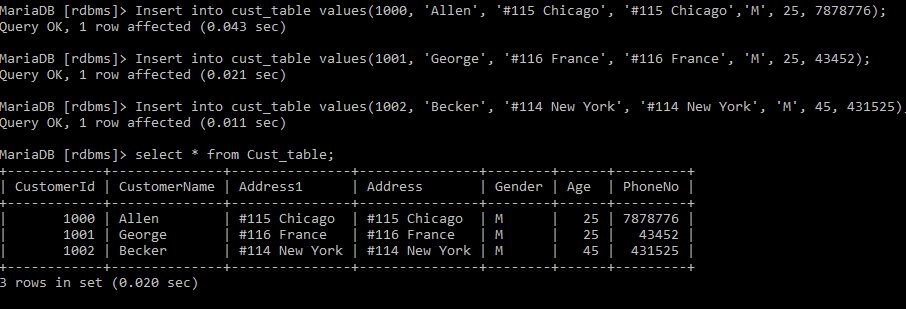 MariaDB [rdbms]> Insert into cust_table values(1000, 'Allen', '#115 Chicago', '#115 Chicago','M', 25, 7878776);
Query OK, 1 row affected (0.043 sec)
MariaDB [rdbms]> Insert into cust_table values(1001, 'George', '#116 France', '#116 France', 'M', 25, 43452);
Query OK, 1 row affected (0.021 sec)
MariaDB [rdbms]> Insert into cust_table values(1002, 'Becker', '#114 New York', '#114 New York', 'M', 45, 431525)
Query OK, 1 row affected (0.011 sec)
MariaDB [rdbms]> select * from Cust_table;
+------------+--------------+---------------+---------------+--------+------+---------+
| CustomerId | CustomerName | Address1 | Address | Gender | Age | PhoneNo |
+------------+--------------+---------------+---------------+--------+------+---------+
| 1000 | Allen | #115 Chicago | #115 Chicago | M | 25 | 7878776 |
| 1001 | George | #116 France | #116 France | M | 25 | 43452 |
| 1002 | Becker | #114 New York | #114 New York | M | 45 | 431525 |
+------------+--------------+---------------+---------------+--------+------+---------+
3 rows in set (0.020 sec)